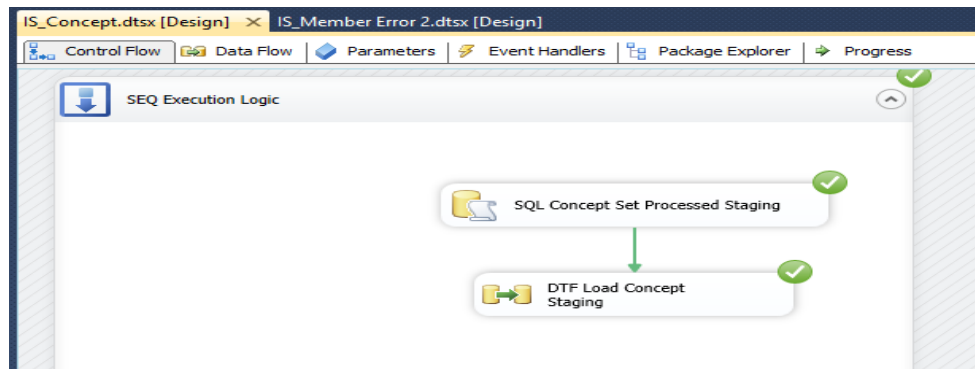 IS_Concept.dtsx [Design] IS_Member Error 2.dtsx [Design]
Control Flow Data Flow Parameters Event Handlers Package Explorer Progress
SEQ Execution Logic
SQL Concept Set Processed Staging
DTF Load Concept
Staging